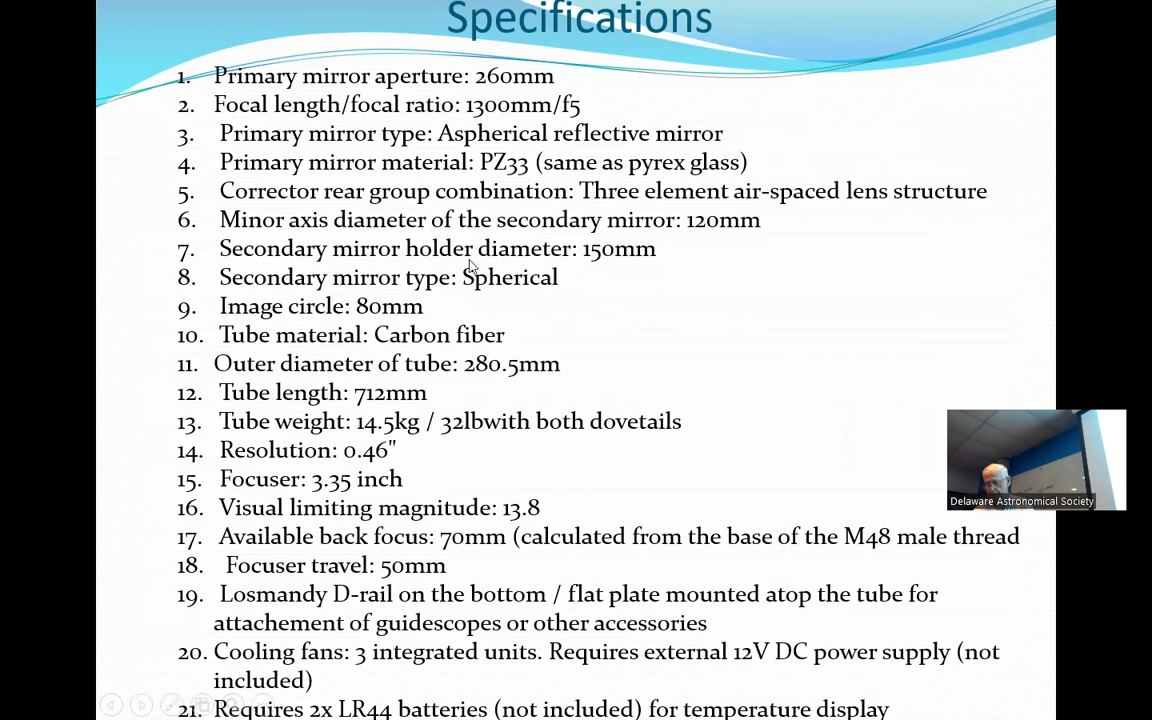 Specifications
1. Primary mirror aperture: 260mm
2. Focal length/focal ratio: 1300mm/f5
3. Primary mirror type: Aspherical reflective mirror
4. Primary mirror material: PZ33 (same as pyrex glass)
5. Corrector rear group combination: Three element air-spaced lens structure
6. Minor axis diameter of the secondary mirror: 120mm
7. Secondary mirror holder diameter: 150mm
8. Secondary mirror type: Spherical
9. Image circle: 80mm
10. Tube material: Carbon fiber
11. Outer diameter of tube: 280.5mm
12. Tube length: 712mm
13. Tube weight: 14.5kg / 32lbwith both dovetails
14. Resolution: 0.46"
15. Focuser: 3.35 inch
16. Visual limiting magnitude: 13.8
17. Available back focus: 70mm (calculated from the base of the M48 male thread
18. Focuser travel: 50mm
19. Losmandy D-rail on the bottom / flat plate mounted atop the tube for
attachement of guidescopes or other accessories
20. Cooling fans: 3 integrated units. Requires external 12V DC power supply (not
included)
21. Requires 2x LR44 batteries (not included) for temperature display
Delaware Astronomical Society